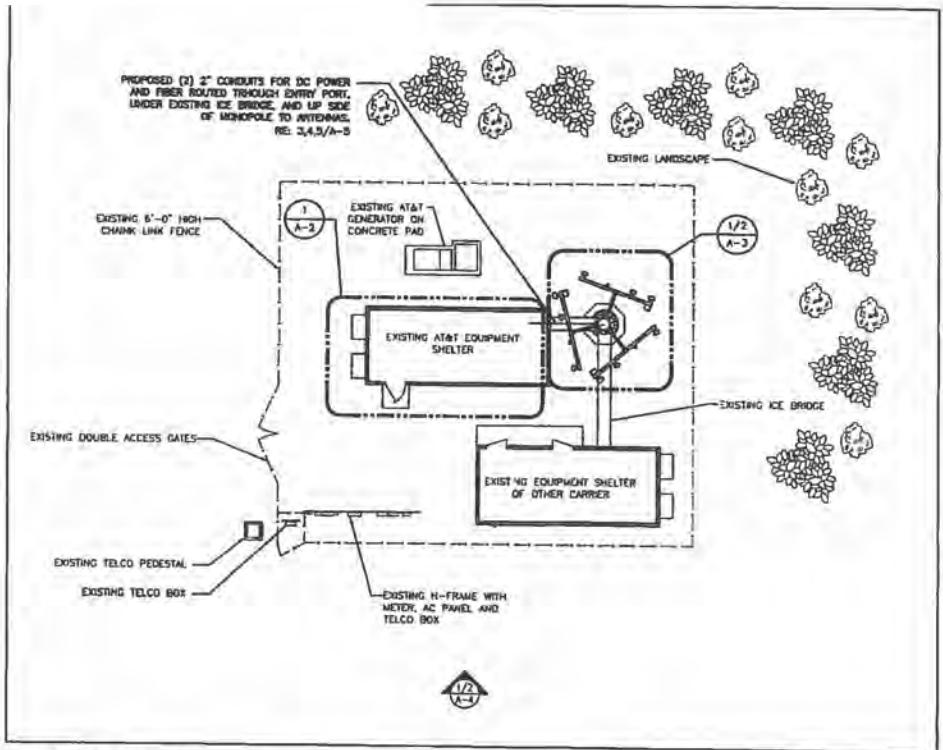 PROPOSED (2) 2" CONDUITS FOR DC POWER
AND FIBER ROUTED TRHOUGH ENTRY PORT,
UNDER EXISTING ICE BRIDGE, AND UP SIDE
OF MONOPOLE TO ANTENNAS.
RE: 3,4,5/A-5
EXISTING LANDSCAPE
EXISTING 6'-0" HIGH
CHAINK LINK FENCE
1
A-2
EXISTING AT&T
GENERATOR ON
CONCRETE PAD
1/2
A-3
EXISTING AT&T EQUIPMENT
SHELTER
EXISTING ICE BRIDGE
EXISTING DOUBLE ACCESS GATES
EXISTING EQUIPMENT SHELTER
OF OTHER CARRIER
EXISTING TELCO PEDESTAL
EXISTING TELCO BOX
EXISTING H-FRAME WITH
METER, AC PANEL AND
TELCO BOX
1/2
A-4